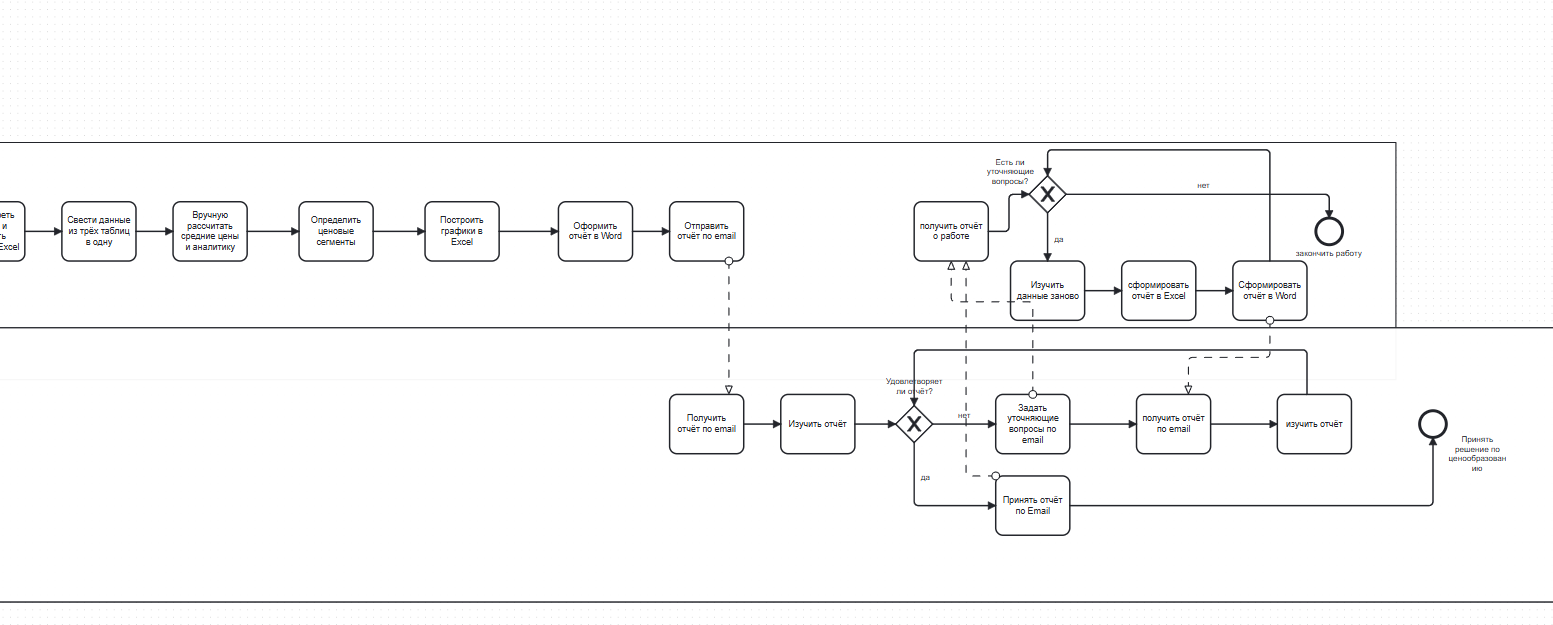 реть
и
ть
Excel
Свести данные
из трёх таблиц
в одну
Вручную
рассчитать
средние цены
и аналитику
Определить
ценовые
сегменты
Построить
графики в
Excel
Оформить
отчёт в Word
Отправить
отчёт по email
получить отчёт
о работе
Есть ли
уточняющие
вопросы?
нет
да
закончить работу
Изучить
данные заново
сформировать
отчёт в Excel
Сформировать
отчёт в Word
Получить
отчёт по email
Изучить отчёт
Удовлетворяет
ли отчёт?
нет
да
Задать
уточняющие
вопросы по
email
получить отчёт
по email
изучить отчёт
Принять отчёт
по Email
Принять
решение по
ценообразован
ию